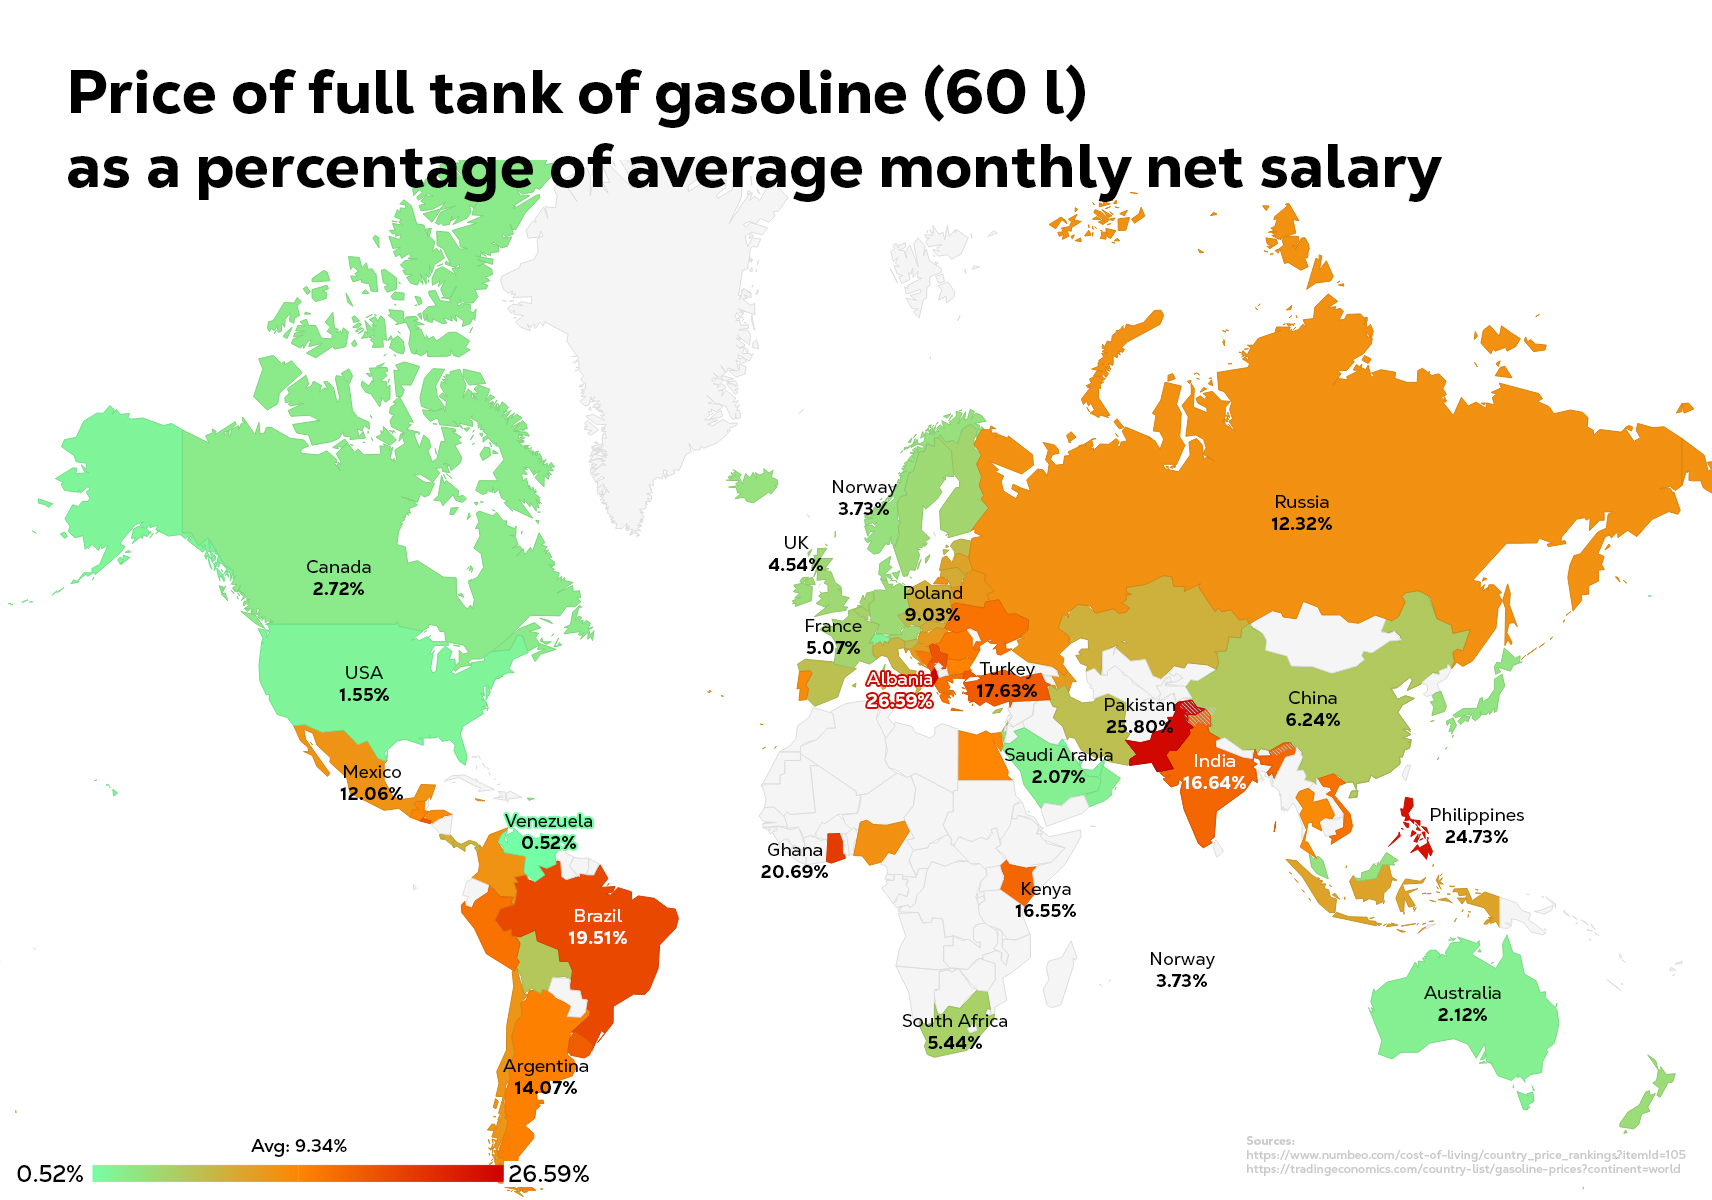 Price of full tank of gasoline (60 l)
as a percentage of average monthly net salary
Norway
3.73%
Russia
12.32%
UK
4.54%
Canada
2.72%
Poland
9.03%
France
5.07%
USA
1.55%
Albania
26.59%
Turkey
17.63%
Pakistan
25.80%
China
6.24%
Saudi Arabia
2.07%
India
16.64%
Mexico
12.06%
Venezuela
0.52%
Philippines
24.73%
Ghana
20.69%
Kenya
16.55%
Brazil
19.51%
Norway
3.73%
Australia
2.12%
South Africa
5.44%
Argentina
14.07%
Avg: 9.34%
0.52%
26.59%
Sources:
https://www.numbeo.com/cost-of-living/country_price_rankings?itemId=105
https://tradingeconomics.com/country-list/gasoline-prices?continent=world